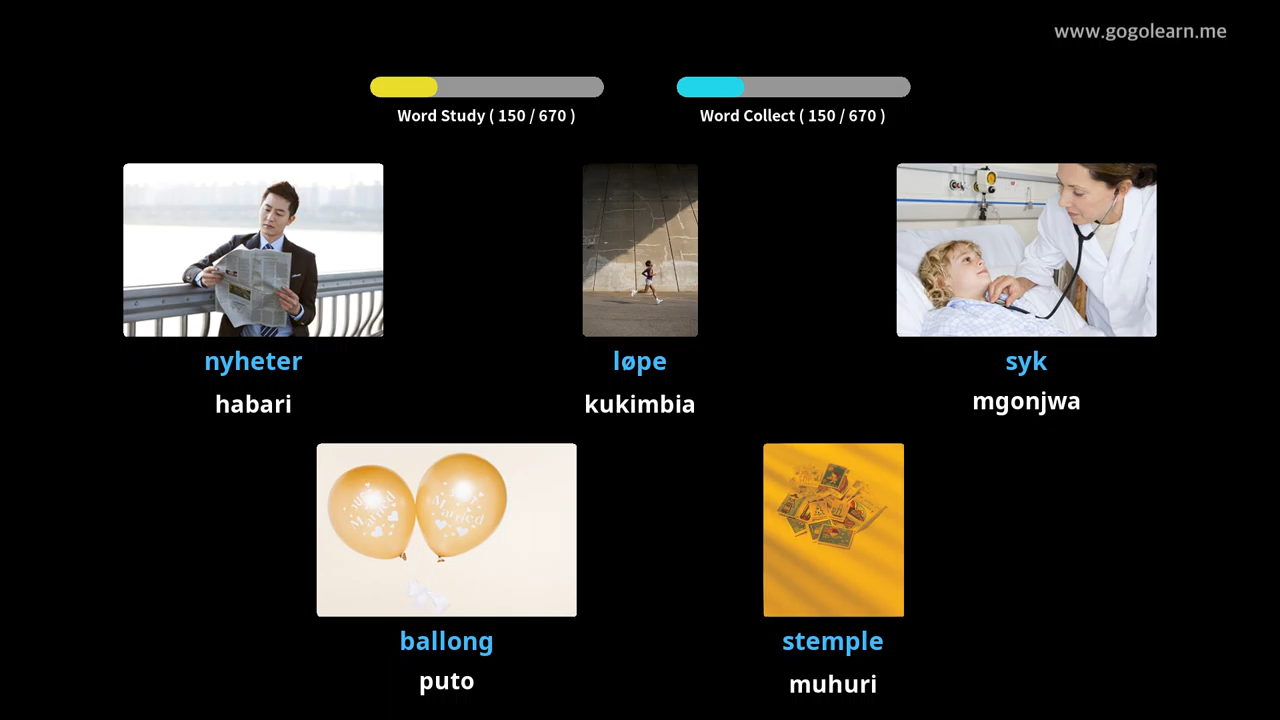 www.gogolearn.me
Word Study ( 150 / 670 )
Word Collect ( 150 / 670 )
nyheter
løpe
syk
habari
kukimbia
mgonjwa
ballong
stemple
puto
muhuri